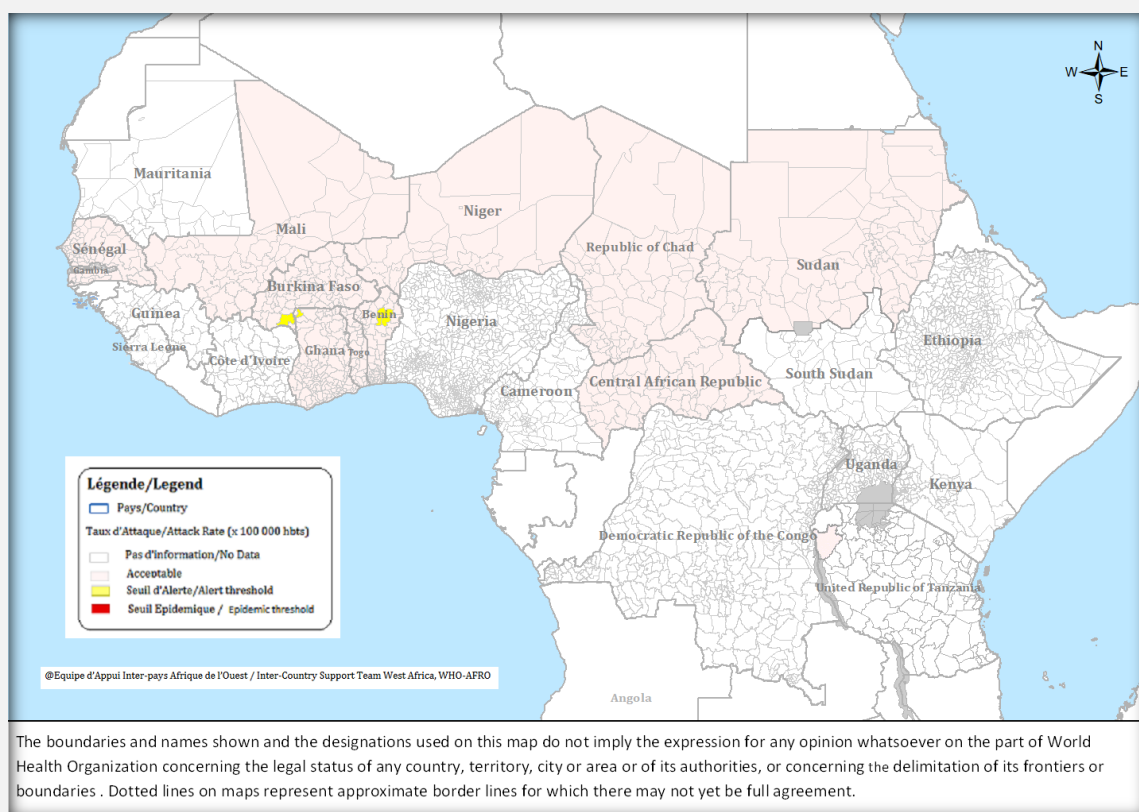 N
W E
S
Mauritania
Mali
Niger
Sénégal
Gambia
Republic of Chad
Sudan
Burkina Faso
Guinea
Benin
Nigeria
Sierra Leone
Côte d'Ivoire
Ghana
Togo
Ethiopia
South Sudan
Cameroon
Central African Republic
Uganda
Kenya
Democratic Republic of the Congo
United Republic of Tanzania
Angola
Légende/Legend
Pays/Country
Taux d'Attaque/Attack Rate (x 100 000 hbts)
Pas d'information/No Data
Acceptable
Seuil d'Alerte/Alert threshold
Seuil Epidemique / Epidemic threshold
@Equipe d'Appui Inter-pays Afrique de l'Ouest / Inter-Country Support Team West Africa, WHO-AFRO
The boundaries and names shown and the designations used on this map do not imply the expression for any opinion whatsoever on the part of World
Health Organization concerning the legal status of any country, territory, city or area or of its authorities, or concerning the delimitation of its frontiers or
boundaries . Dotted lines on maps represent approximate border lines for which there may not yet be full agreement.